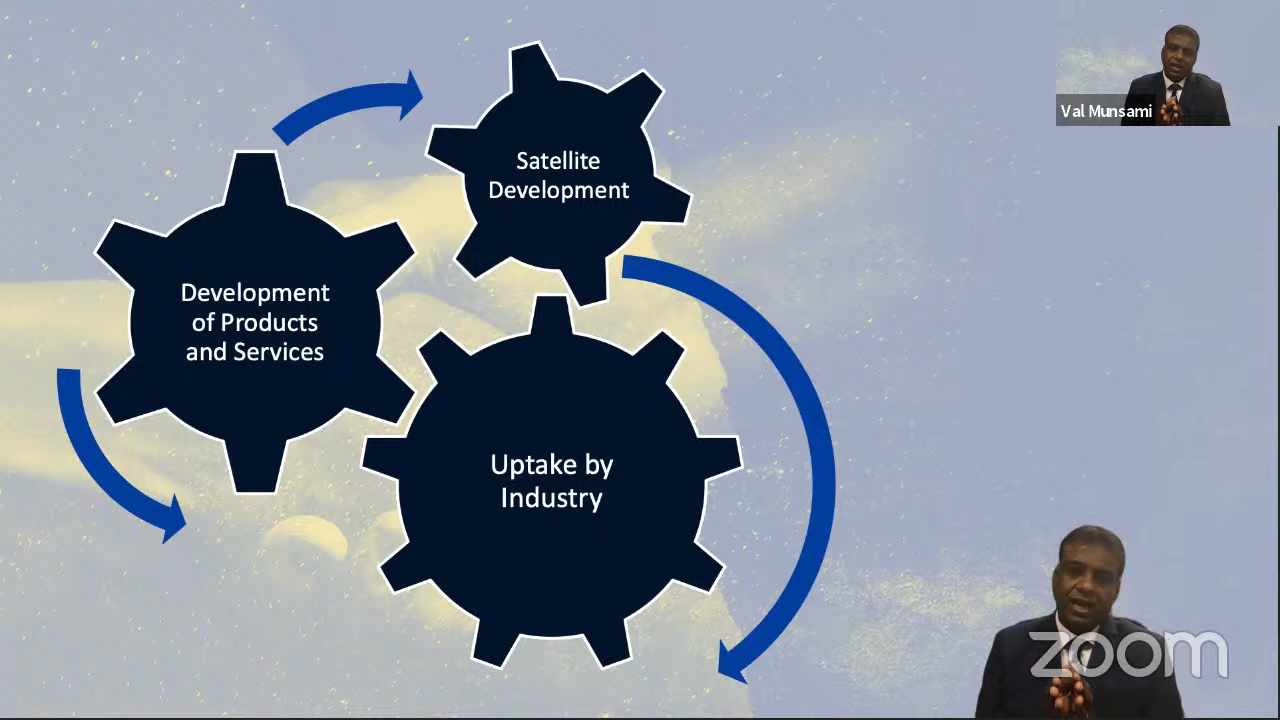 Satellite
Development
Val Munsami
Development
of Products
and Services
Uptake by
Industry
zoom